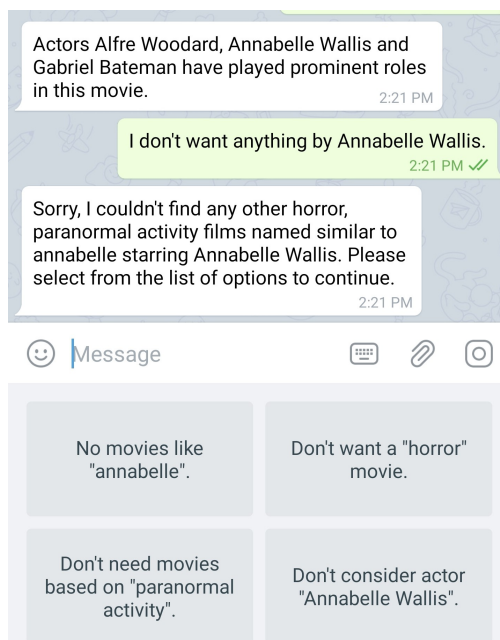 Actors Alfre Woodard, Annabelle Wallis and
Gabriel Bateman have played prominent roles
in this movie.
2:21 PM
I don't want anything by Annabelle Wallis.
2:21 PM
Sorry, I couldn't find any other horror,
paranormal activity films named similar to
annabelle starring Annabelle Wallis. Please
select from the list of options to continue.
2:21 PM
Message
No movies like
"annabelle".
Don't want a "horror"
movie.
Don't need movies
based on "paranormal
activity".
Don't consider actor
"Annabelle Wallis".